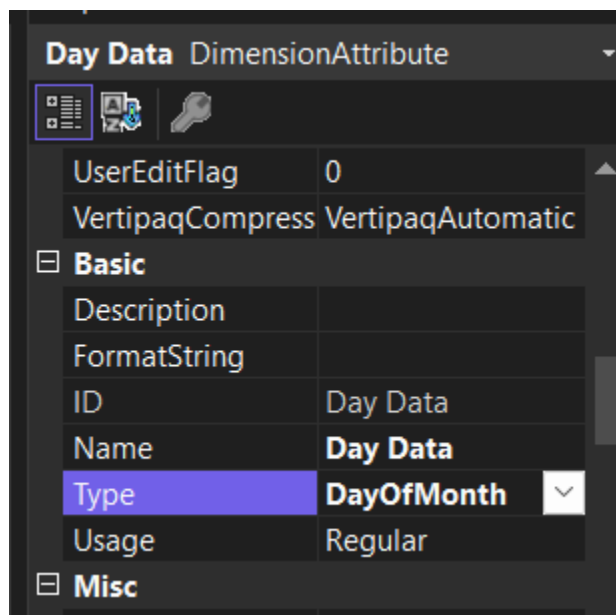 Day Data DimensionAttribute
UserEditFlag 0
VertipaqCompress VertipaqAutomatic
Basic
Description
FormatString
ID Day Data
Name Day Data
Type DayOfMonth
Usage Regular
Misc